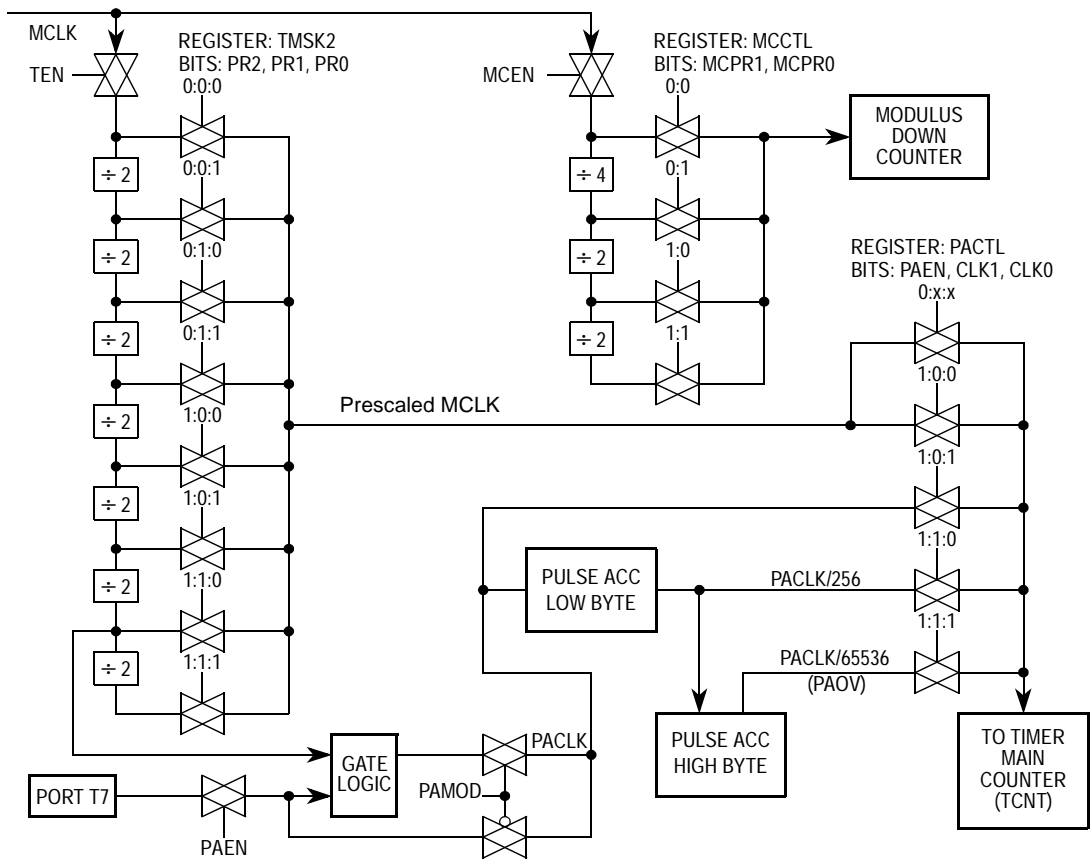 MCLK
REGISTER: TMSK2
BITS: PR2, PR1, PR0
TEN
0:0:0
0:0:1
÷ 2
0:1:0
÷ 2
0:1:1
÷ 2
1:0:0
÷ 2
1:0:1
÷ 2
1:1:0
÷ 2
1:1:1
÷ 2
REGISTER: MCCTL
BITS: MCPR1, MCPR0
MCEN
0:0
0:1
÷ 4
1:0
÷ 2
1:1
÷ 2
MODULUS
DOWN
COUNTER
REGISTER: PACTL
BITS: PAEN, CLK1, CLK0
0:x:x
1:0:0
Prescaled MCLK
1:0:1
1:1:0
PULSE ACC
LOW BYTE
PACLK/256
1:1:1
PACLK/65536
(PAOV)
PULSE ACC
HIGH BYTE
TO TIMER
MAIN
COUNTER
(TCNT)
GATE
LOGIC
PACLK
PAMOD
PORT T7
PAEN